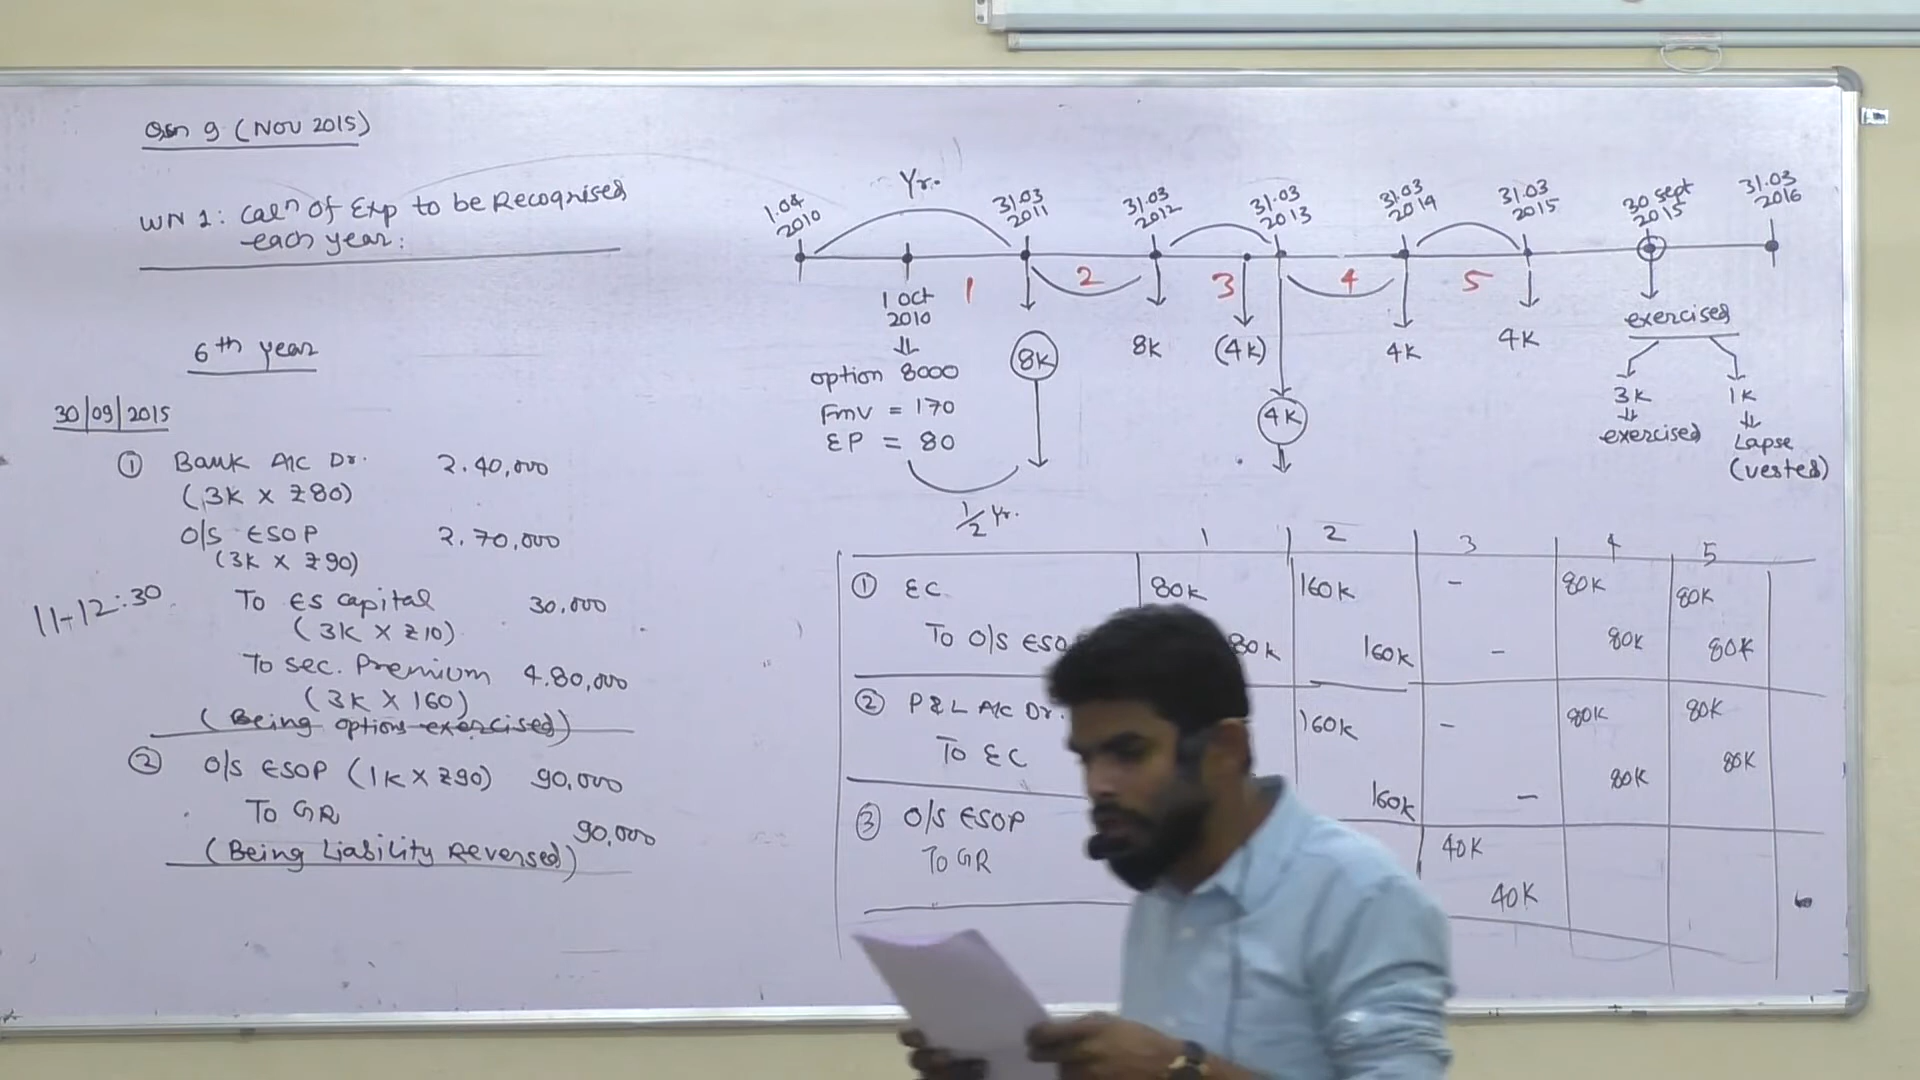 Qsn 9 (NOV 2015)
WN 1: Calⁿ of Exp to be Recognised
each year:
6th year
30/09/2015
① Bank A/C Dr. 2.40,000
(3K X ₹80)
O/S ESOP 2.70,000
(3K X ₹90)
11-12:30
To ES capital 30.000
(3K X ₹10)
To sec. Premium 4.80,000
(3K X 160)
(Being options exercised)
② O/S ESOP (1K X ₹90) 90,000
To GR 90,000
(Being Liability Reversed)
Yr.
1.04 2010
31.03 2011
31.03 2012
31.03 2013
31.03 2014
31.03 2015
30 Sept 2015
31.03 2016
1 2 3 4 5
1 Oct
2010
option 8000
FMV = 170
EP = 80
1/2 Yr.
8K
8K
(4K)
4K
4K
4K
exercised
3K 1K
exercised Lapse
(vested)
1 2 3 4 5
① EC 80K 160K - 80K 80K
To O/S ESO 80K 160K - 80K 80K
② P & L A/C Dr. 160K - 80K 80K
To EC 160K - 80K 80K
③ O/S ESOP 40K
To GR 40K